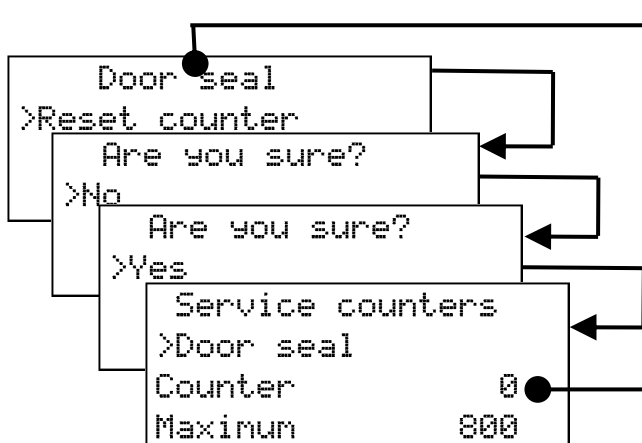 Door seal
>Reset counter
Are you sure?
>No
Are you sure?
>Yes
Service counters
>Door seal
Counter 0
Maximum 800